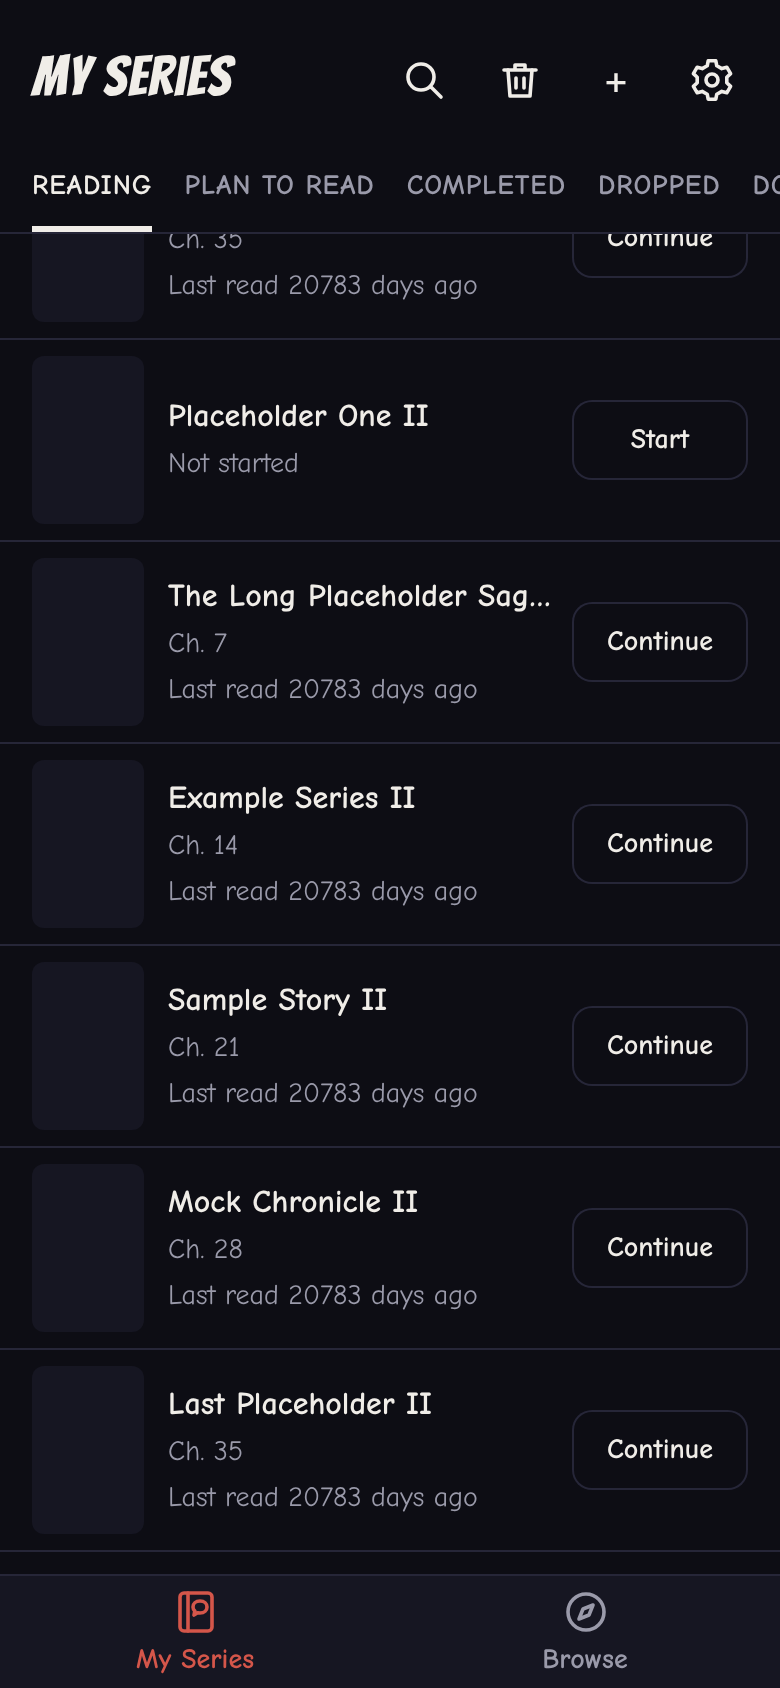 MY SERIES
+
READING PLAN TO READ COMPLETED DROPPED DO
Ch. 35
Continue
Last read 20783 days ago
Placeholder One II
Not started
Start
The Long Placeholder Sag...
Ch. 7
Last read 20783 days ago
Continue
Example Series II
Ch. 14
Last read 20783 days ago
Continue
Sample Story II
Ch. 21
Last read 20783 days ago
Continue
Mock Chronicle II
Ch. 28
Last read 20783 days ago
Continue
Last Placeholder II
Ch. 35
Last read 20783 days ago
Continue
My Series
Browse